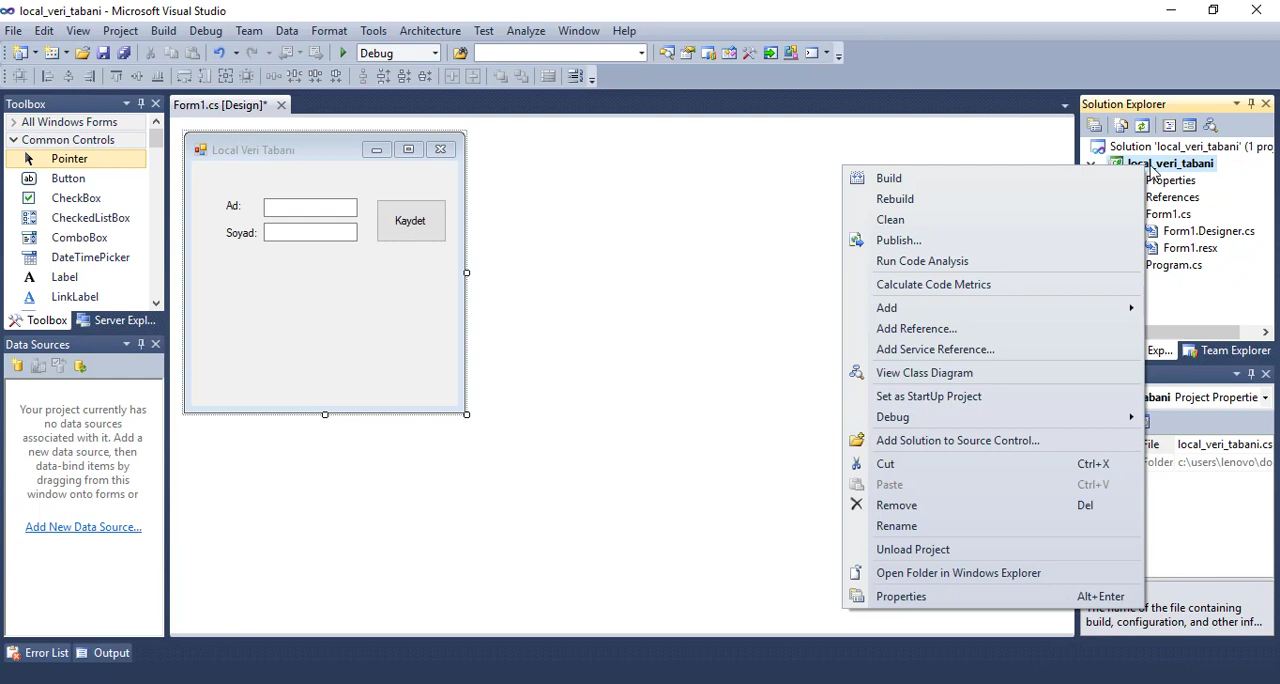 local_veri_tabani - Microsoft Visual Studio
File Edit View Project Build Debug Team Data Format Tools Architecture Test Analyze Window Help
Debug
Toolbox
All Windows Forms
Common Controls
Pointer
Button
CheckBox
CheckedListBox
ComboBox
DateTimePicker
Label
LinkLabel
Toolbox Server Expl...
Data Sources
Your project currently has
no data sources
associated with it. Add a
new data source, then
data-bind items by
dragging from this
window onto forms or
Add New Data Source...
Form1.cs [Design]*
Local Veri Tabanı
Ad:
Soyad:
Kaydet
Build
Rebuild
Clean
Publish...
Run Code Analysis
Calculate Code Metrics
Add
Add Reference...
Add Service Reference...
View Class Diagram
Set as StartUp Project
Debug
Add Solution to Source Control...
Cut Ctrl+X
Paste Ctrl+V
Remove Del
Rename
Unload Project
Open Folder in Windows Explorer
Properties Alt+Enter
Solution Explorer
Solution 'local_veri_tabani' (1 proj
local_veri_tabani
Properties
References
Form1.cs
Form1.Designer.cs
Form1.resx
Program.cs
Exp... Team Explorer
abani Project Propertie
File local_veri_tabani.cs
older c:\users\lenovo\do
The name of the file containing
build, configuration, and other inf...
Error List Output